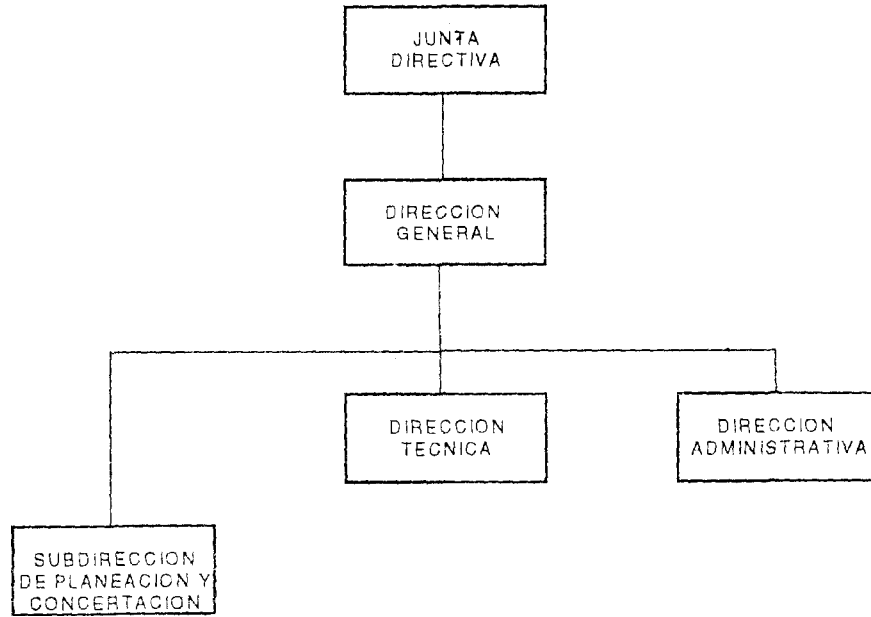 JUNTA
DIRECTIVA
DIRECCION
GENERAL
DIRECCION
TECNICA
DIRECCION
ADMINISTRATIVA
SUBDIRECCION
DE PLANEACION Y
CONCERTACION